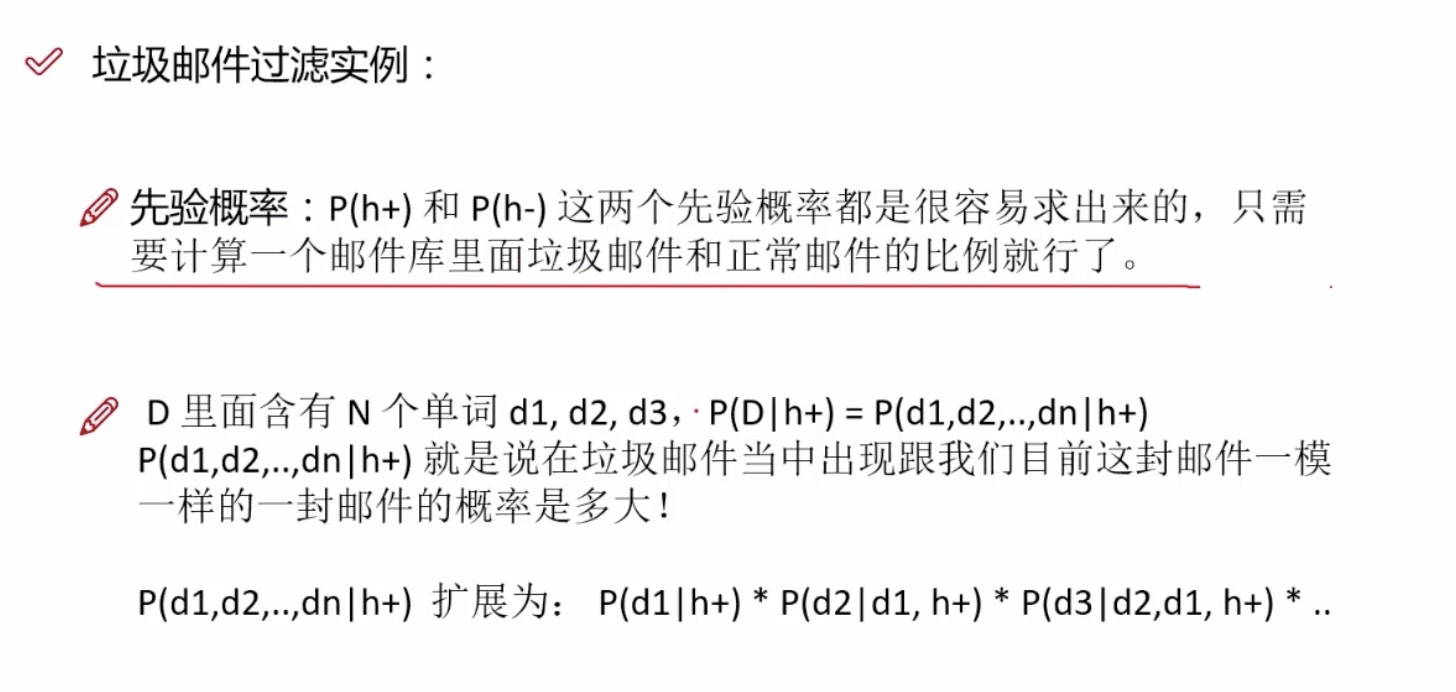 垃圾邮件过滤实例：
先验概率：P(h+) 和 P(h-) 这两个先验概率都是很容易求出来的，只需
要计算一个邮件库里面垃圾邮件和正常邮件的比例就行了。
D 里面含有 N 个单词 d1, d2, d3，P(D|h+) = P(d1,d2,..,dn|h+)
P(d1,d2,..,dn|h+) 就是说在垃圾邮件当中出现跟我们目前这封邮件一模
一样的一封邮件的概率是多大！
P(d1,d2,..,dn|h+) 扩展为： P(d1|h+) * P(d2|d1, h+) * P(d3|d2,d1, h+) * ..